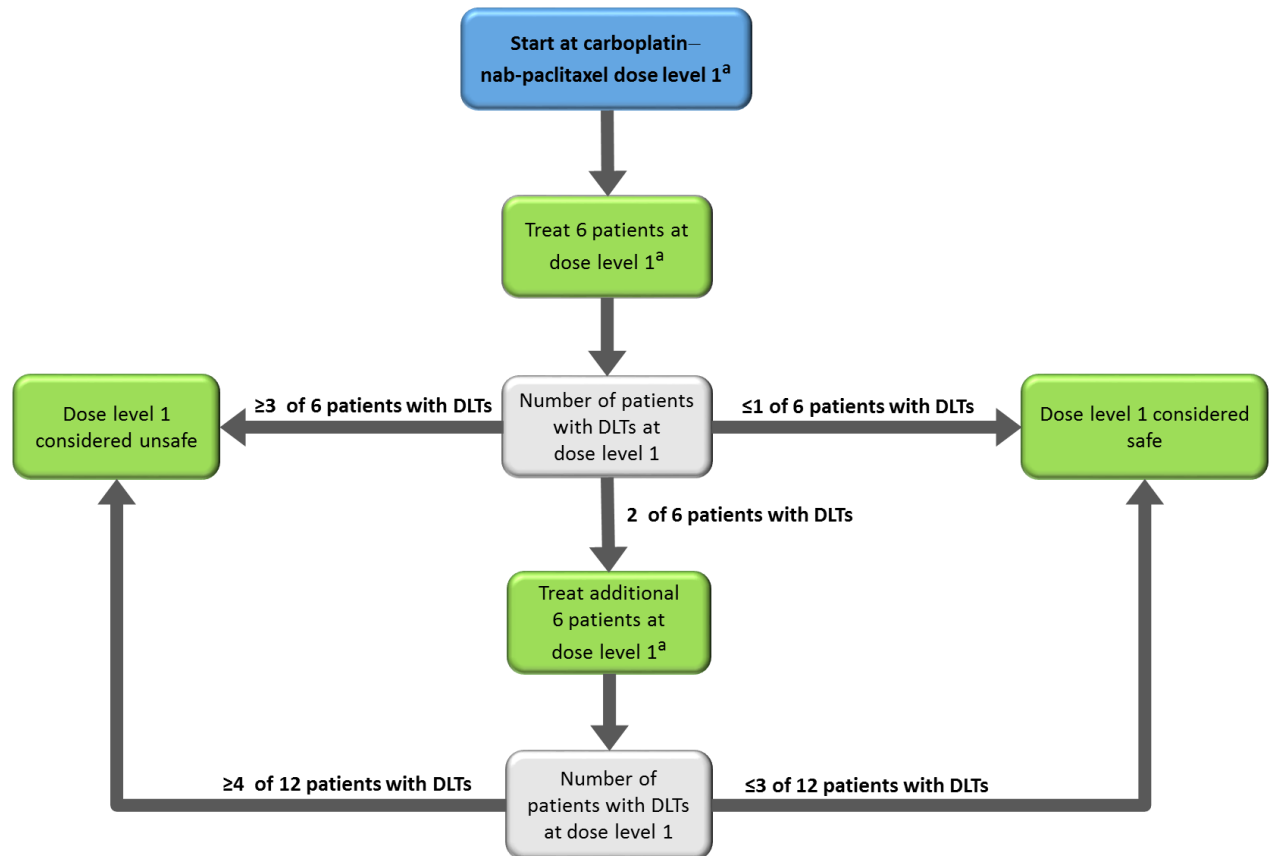 Start at carboplatin–
nab-paclitaxel dose level 1ᵃ
Treat 6 patients at
dose level 1ᵃ
≥3 of 6 patients with DLTs
Number of patients
with DLTs at
dose level 1
≤1 of 6 patients with DLTs
Dose level 1
considered unsafe
Dose level 1 considered
safe
2 of 6 patients with DLTs
Treat additional
6 patients at
dose level 1ᵃ
≥4 of 12 patients with DLTs
Number of
patients with DLTs
at dose level 1
≤3 of 12 patients with DLTs